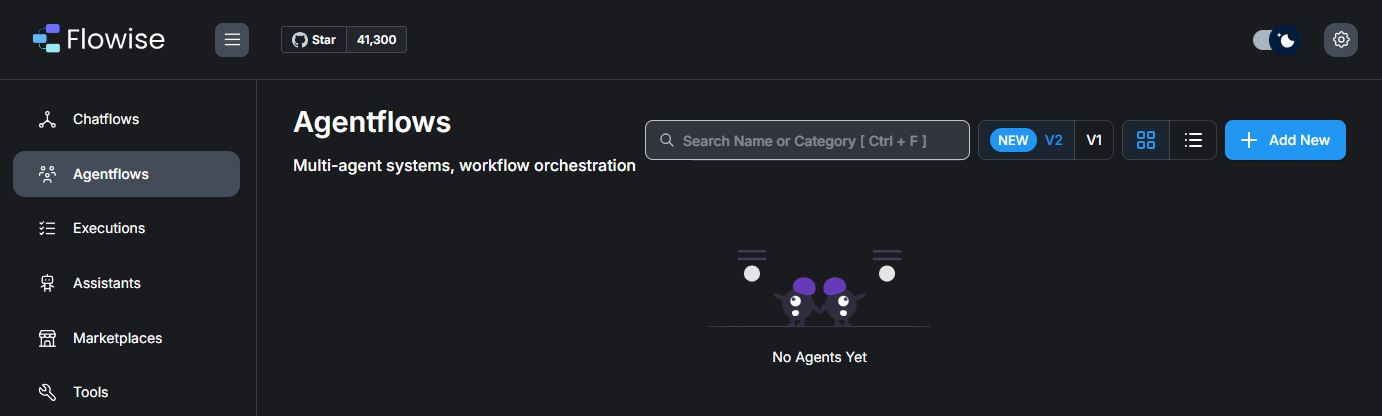 Flowise
Star 41,300
Chatflows
Agentflows
Executions
Assistants
Marketplaces
Tools
Agentflows
Multi-agent systems, workflow orchestration
Search Name or Category [ Ctrl + F ]
NEW V2 V1
Add New
No Agents Yet